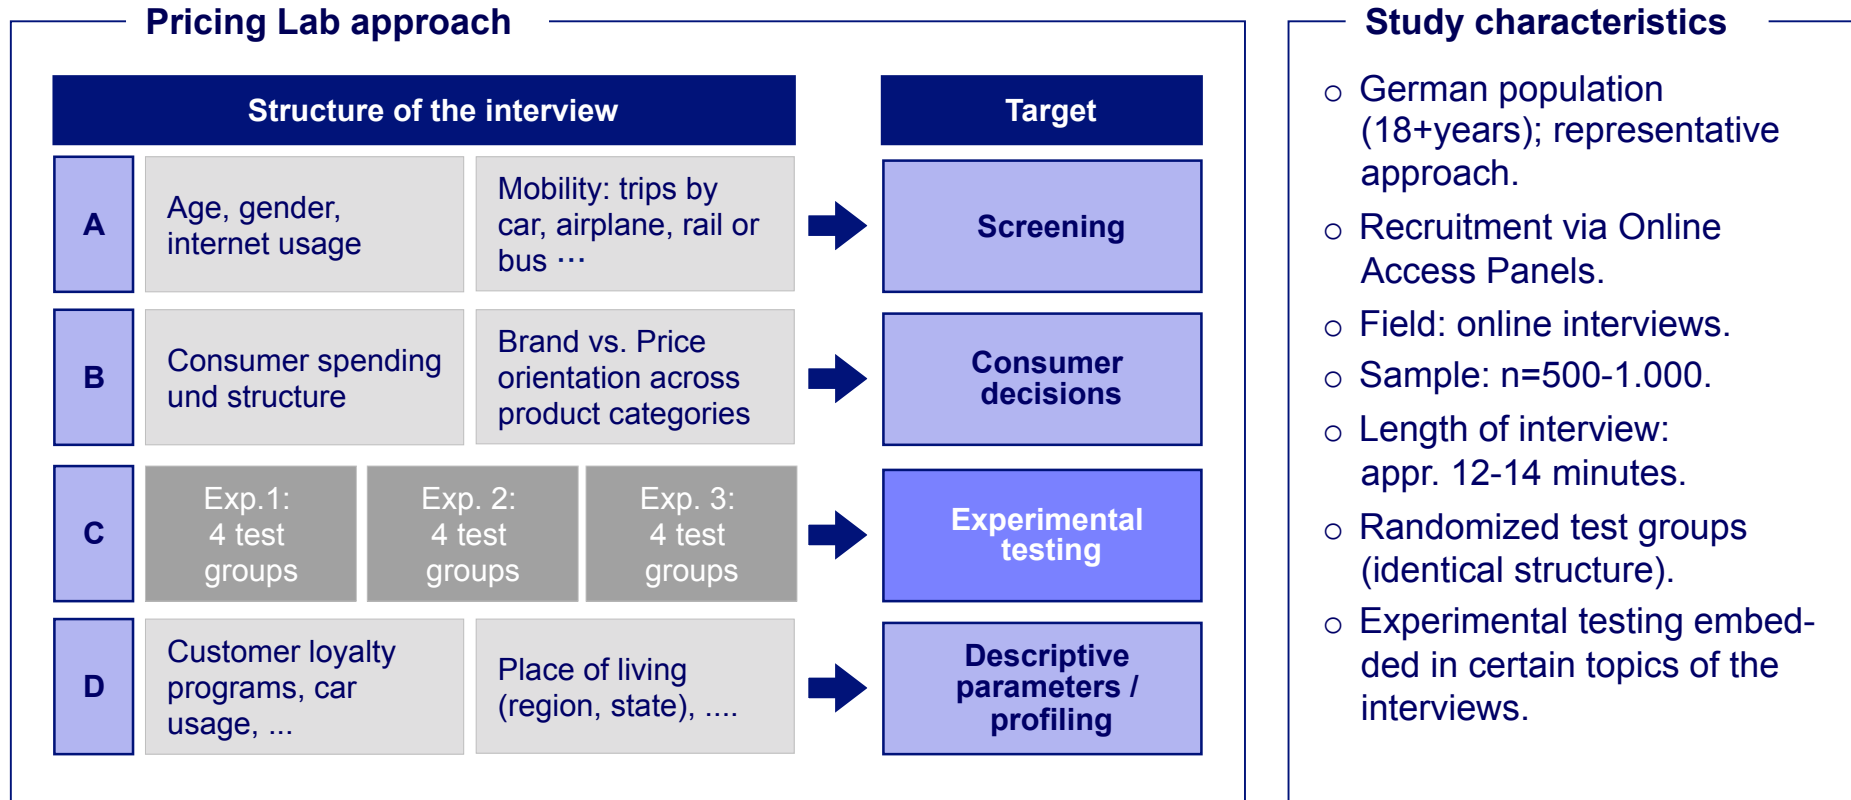 Pricing Lab approach
Structure of the interview
Target
A
Age, gender,
internet usage
Mobility: trips by
car, airplane, rail or
bus ⋯
Screening
B
Consumer spending
und structure
Brand vs. Price
orientation across
product categories
Consumer
decisions
C
Exp.1:
4 test
groups
Exp. 2:
4 test
groups
Exp. 3:
4 test
groups
Experimental
testing
D
Customer loyalty
programs, car
usage, ...
Place of living
(region, state), ....
Descriptive
parameters /
profiling
Study characteristics
○ German population
(18+years); representative
approach.
○ Recruitment via Online
Access Panels.
○ Field: online interviews.
○ Sample: n=500-1.000.
○ Length of interview:
appr. 12-14 minutes.
○ Randomized test groups
(identical structure).
○ Experimental testing embed-
ded in certain topics of the
interviews.